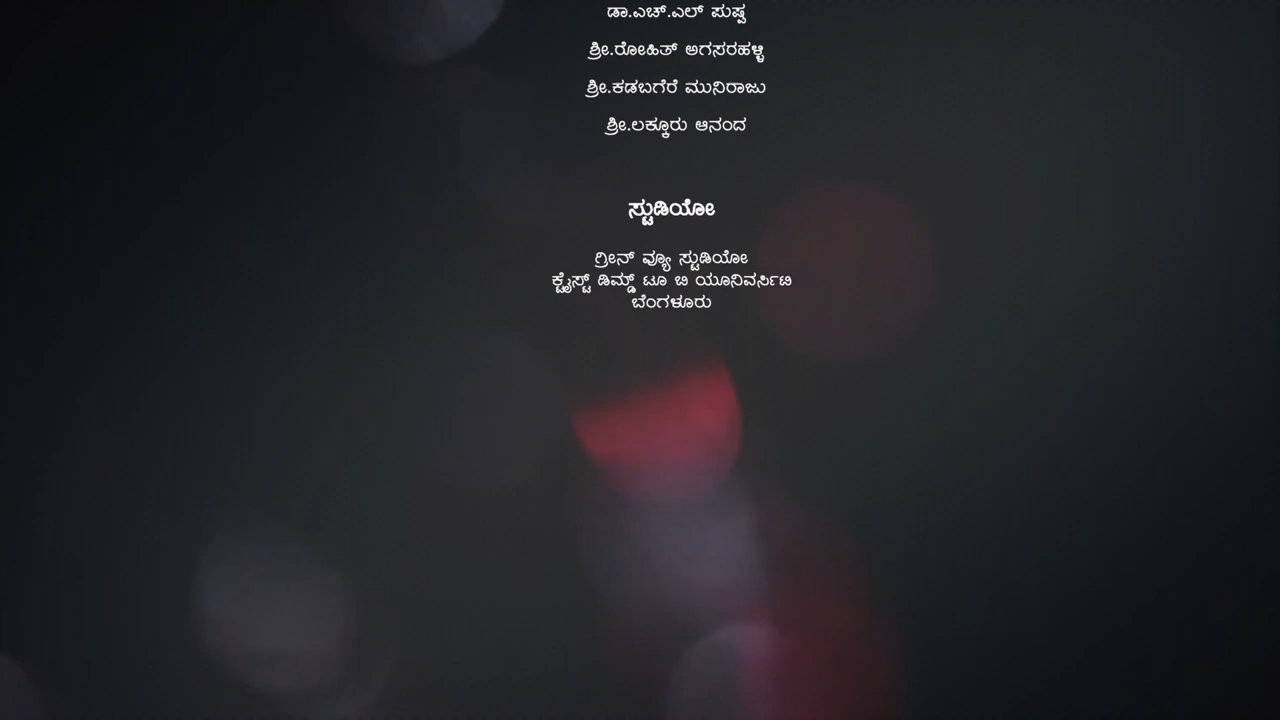 ಡಾ.ಎಚ್.ಎಲ್ ಪುಷ್ಪ
ಶ್ರೀ.ರೋಹಿತ್ ಅಗಸರಹಳ್ಳಿ
ಶ್ರೀ.ಕಡಬಗೆರೆ ಮುನಿರಾಜು
ಶ್ರೀ.ಲಕ್ಕೂರು ಆನಂದ
ಸ್ಟುಡಿಯೋ
ಗ್ರೀನ್ ವ್ಯೂ ಸ್ಟುಡಿಯೋ
ಕ್ರೈಸ್ಟ್ ಡಿಮ್ಡ್ ಟೂ ಬಿ ಯೂನಿವರ್ಸಿಟಿ
ಬೆಂಗಳೂರು